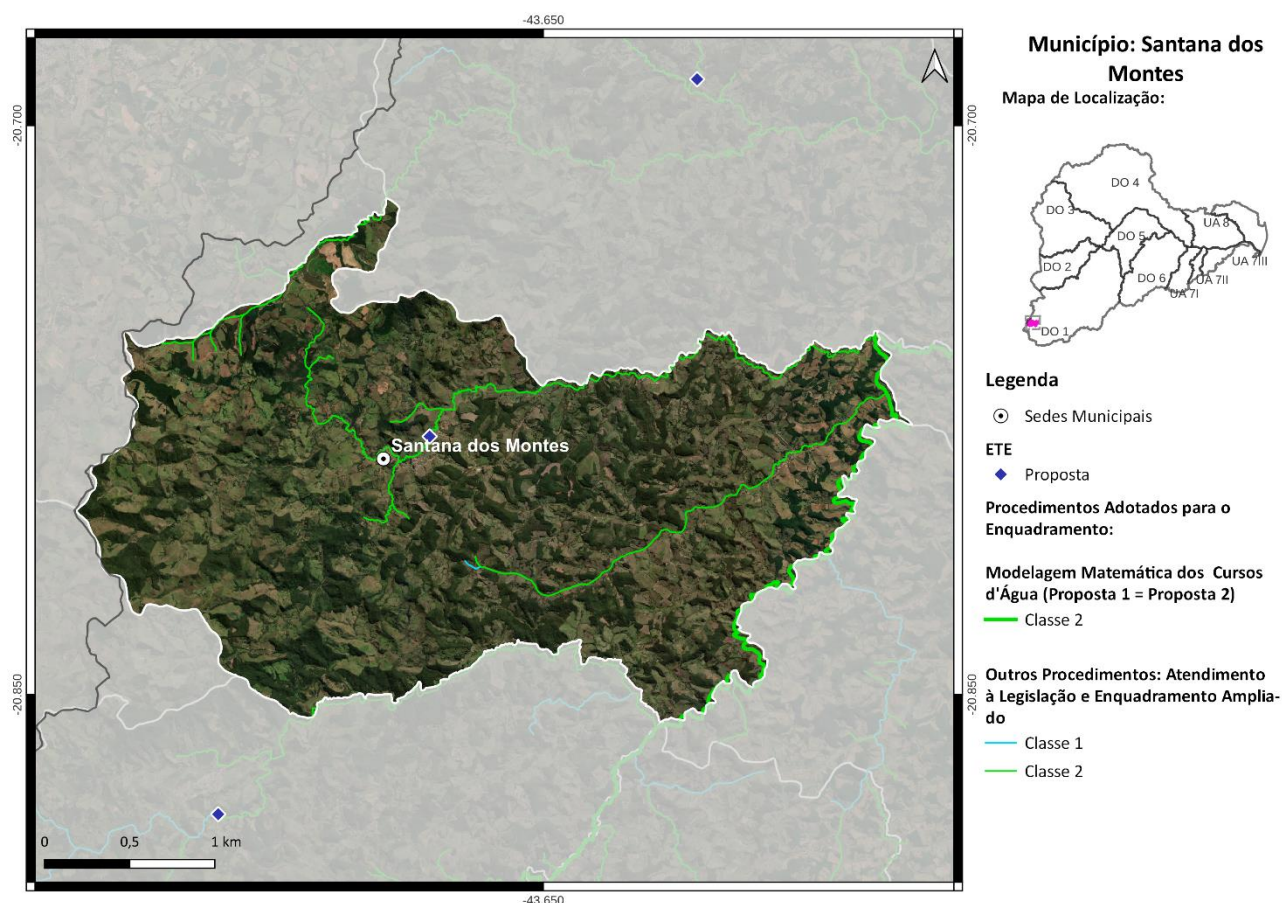 -43.650
-20.700
-20.700
Santana dos Montes
-20.850
-20.850
0
0,5
1 km
-43.650
Município: Santana dos
Montes
Mapa de Localização:
DO 4
DO 3
UA 8
DO 5
UA 7III
DO 2
DO 6
UA 7II
UA 7I
DO 1
Legenda
Sedes Municipais
ETE
Proposta
Procedimentos Adotados para o
Enquadramento:
Modelagem Matemática dos Cursos
d'Água (Proposta 1 = Proposta 2)
Classe 2
Outros Procedimentos: Atendimento
à Legislação e Enquadramento Amplia-
do
Classe 1
Classe 2